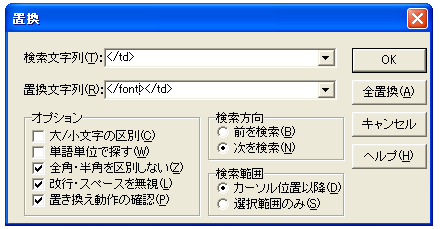 置換
検索文字列(T): </td>
置換文字列(R): </font></td>
OK
全置換(A)
キャンセル
ヘルプ(H)
オプション
大/小文字の区別(C)
単語単位で探す(W)
全角・半角を区別しない(Z)
改行・スペースを無視(L)
置き換え動作の確認(P)
検索方向
前を検索(B)
次を検索(N)
検索範囲
カーソル位置以降(D)
選択範囲のみ(S)